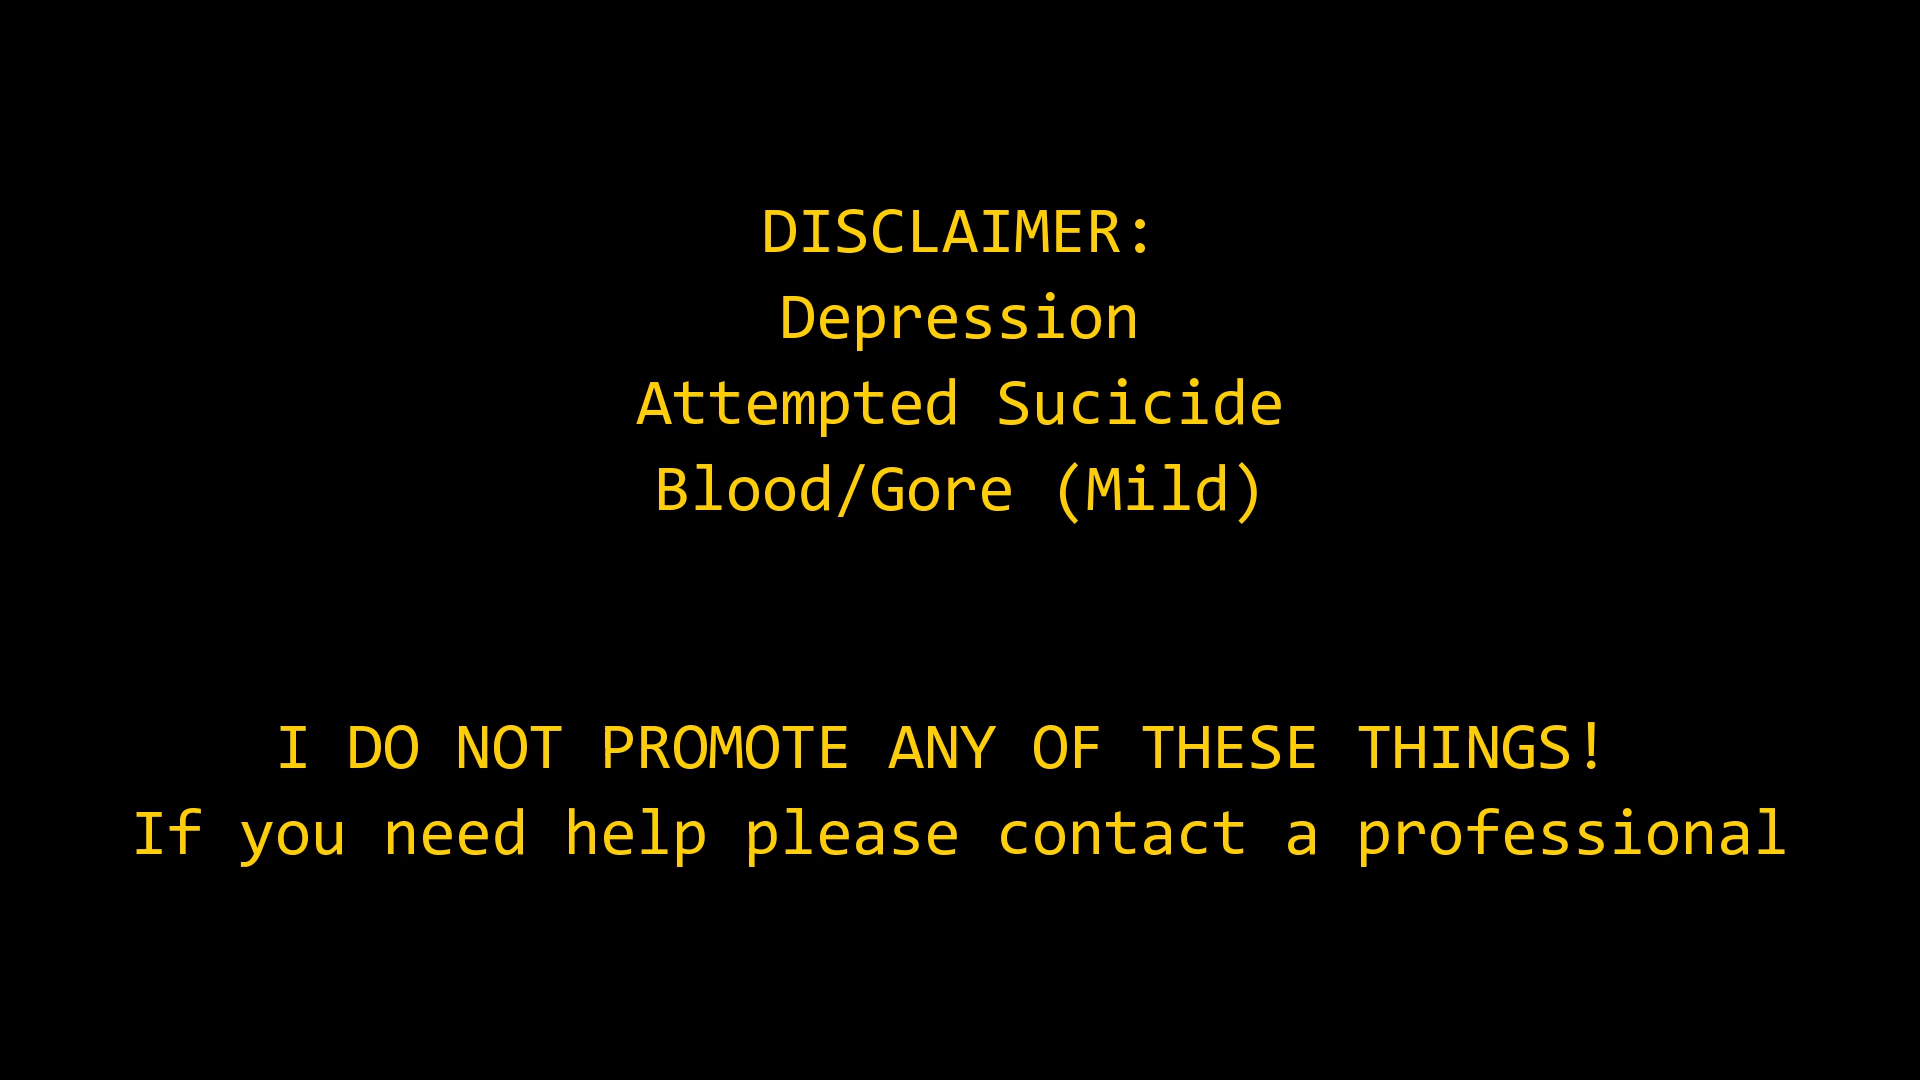 DISCLAIMER:
Depression
Attempted Sucicide
Blood/Gore (Mild)
I DO NOT PROMOTE ANY OF THESE THINGS!
If you need help please contact a professional